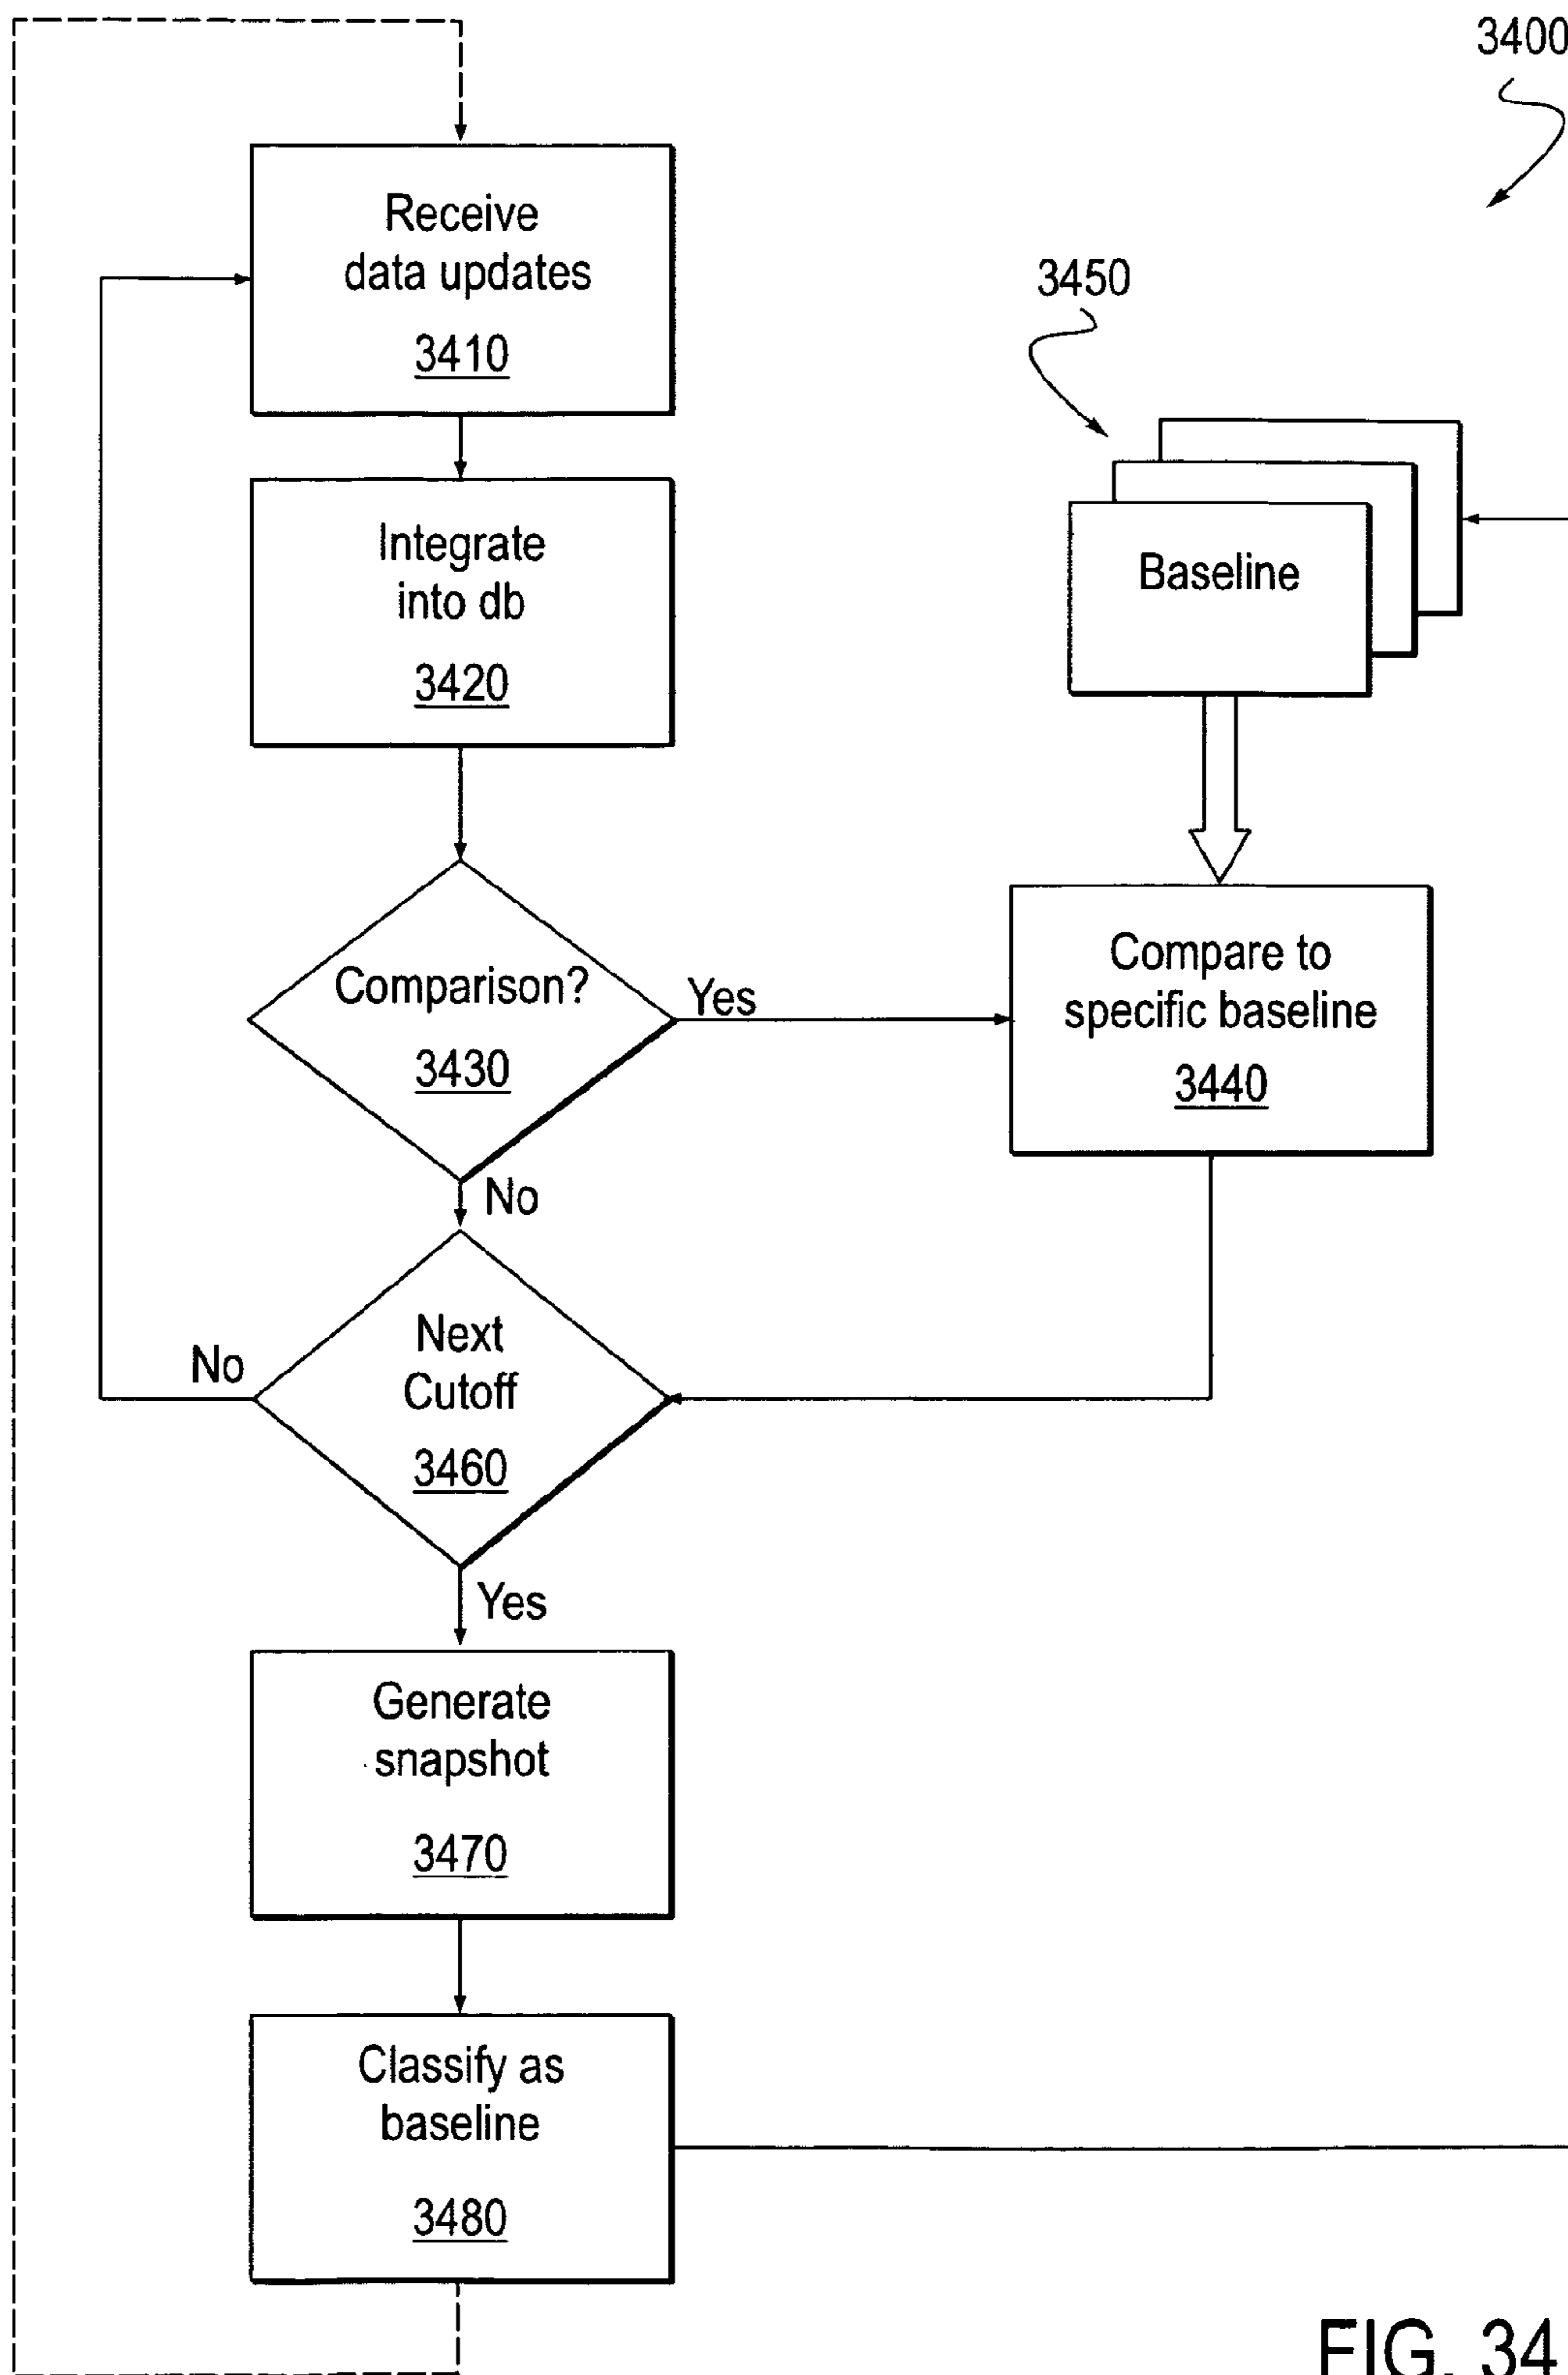 3400
Receive
data updates
3410
3450
Integrate
into db
3420
Baseline
Comparison?
3430
Yes
Compare to
specific baseline
3440
No
Next
Cutoff
3460
No
Yes
Generate
snapshot
3470
Classify as
baseline
3480
FIG. 34